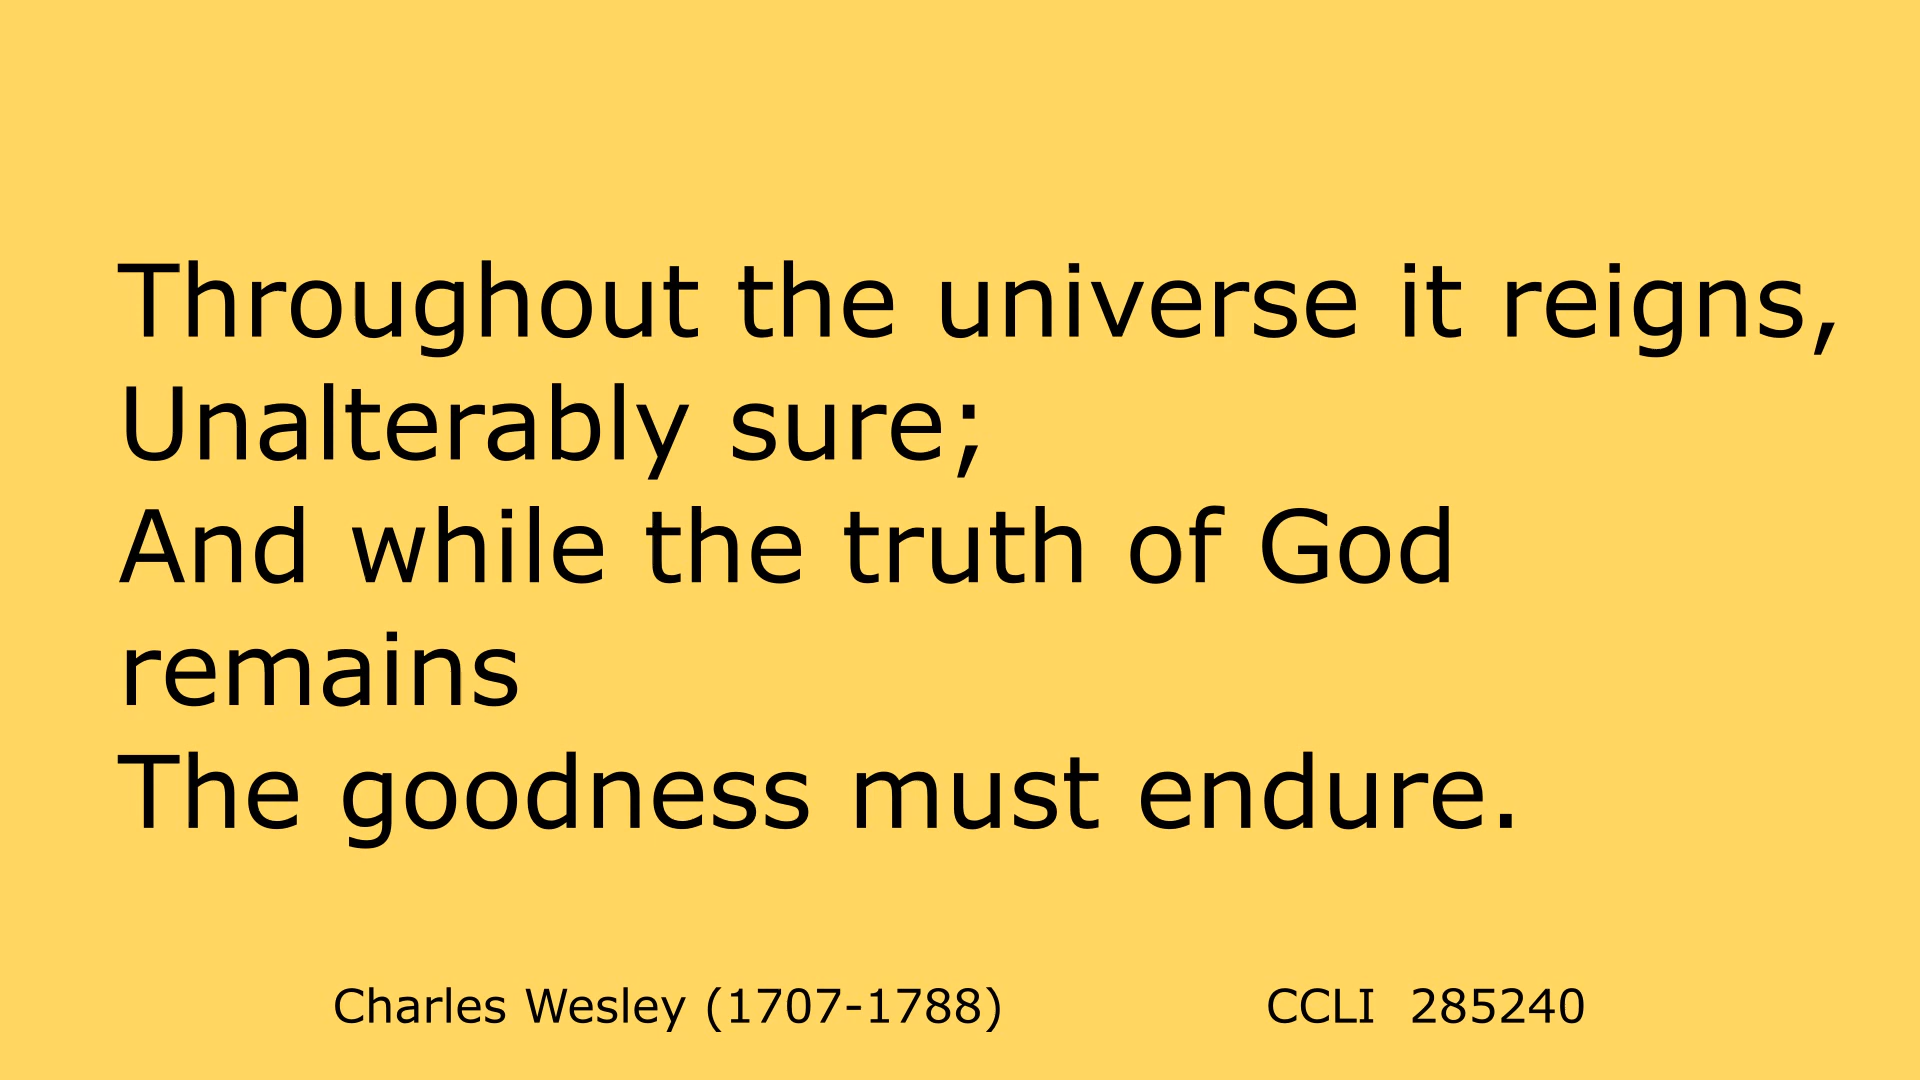 Throughout the universe it reigns,
Unalterably sure;
And while the truth of God
remains
The goodness must endure.
Charles Wesley (1707-1788) CCLI 285240